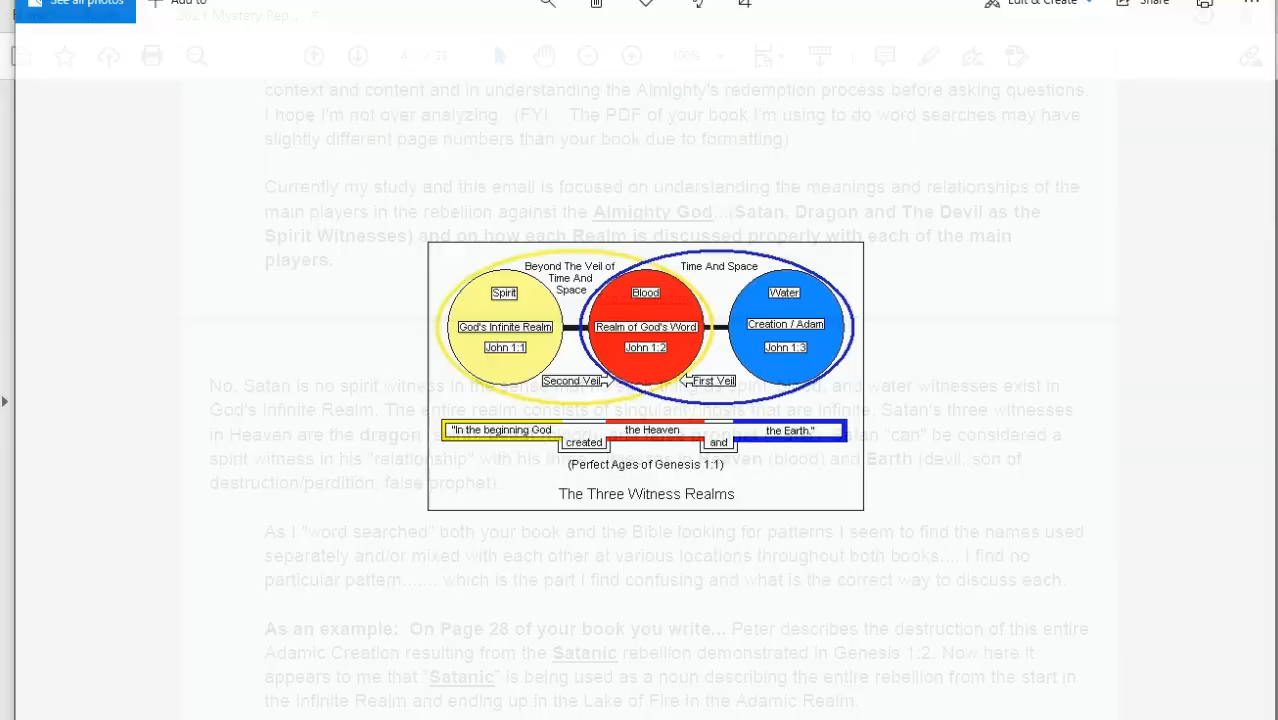 See all photos
Add to
Edit & Create
Share
3021 Mystery Rep...
100%
context and content and in understanding the Almighty's redemption process before asking questions.
I hope I'm not over analyzing. (FYI The PDF of your book I'm using to do word searches may have
slightly different page numbers than your book due to formatting)
Currently my study and this email is focused on understanding the meanings and relationships of the
main players in the rebellion against the Almighty God...(Satan, Dragon and The Devil as the
Spirit Witnesses) and on how each Realm is discussed properly with each of the main
players.
Beyond The Veil of
Time And
Space
Time And Space
Spirit
Blood
Water
God's Infinite Realm
Realm of God's Word
Creation / Adam
John 1:1
John 1:2
John 1:3
Second Veil
First Veil
"In the beginning God
created
the Heaven
and
the Earth."
(Perfect Ages of Genesis 1:1)
The Three Witness Realms
No. Satan is no spirit witness in the and water witnesses exist in
God's Infinite Realm. The entire realm consists of singularity hosts that are infinite. Satan's three witnesses
in Heaven are the dragon "can" be considered a
spirit witness in his "relationship" with his Heaven (blood) and Earth (devil, son of
destruction/perdition, false prophet).
As I "word searched" both your book and the Bible looking for patterns I seem to find the names used
separately and/or mixed with each other at various locations throughout both books.... I find no
particular pattern....... which is the part I find confusing and what is the correct way to discuss each.
As an example: On Page 28 of your book you write... Peter describes the destruction of this entire
Adamic Creation resulting from the Satanic rebellion demonstrated in Genesis 1:2. Now here it
appears to me that "Satanic" is being used as a noun describing the entire rebellion from the start in
the Infinite Realm and ending up in the Lake of Fire in the Adamic Realm.